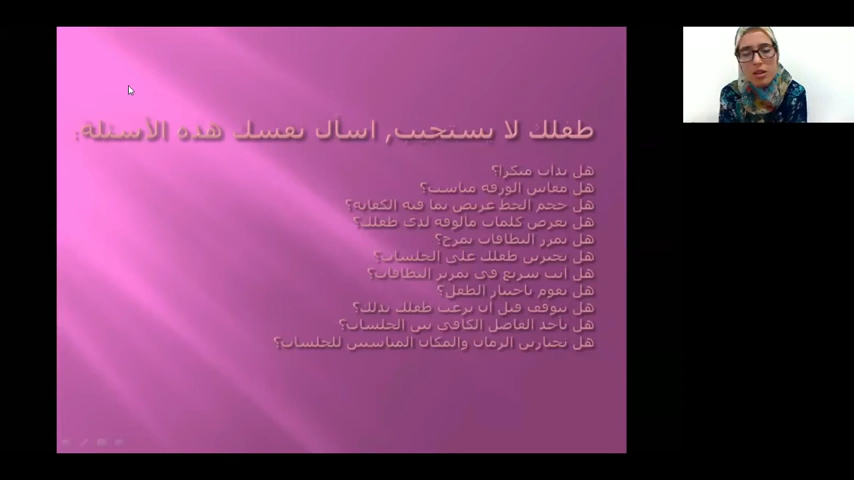 طفلك لا يستجيب, اسأل نفسك هذه الأسئلة:
هل بدأت مبكرا؟
هل مقاس الورقة مناسب؟
هل حجم الخط عريض بما فيه الكفاية؟
هل تعرض كلمات مألوفة لدى طفلك؟
هل تمرر البطاقات بمرح؟
هل تجبرين طفلك على الجلسات؟
هل أنت سريع في تمرير البطاقات؟
هل تقوم باختبار الطفل؟
هل تتوقف قبل أن يرغب طفلك بذلك؟
هل تأخذ الفاصل الكافي بين الجلسات؟
هل تختارين الزمان والمكان المناسبين للجلسات؟